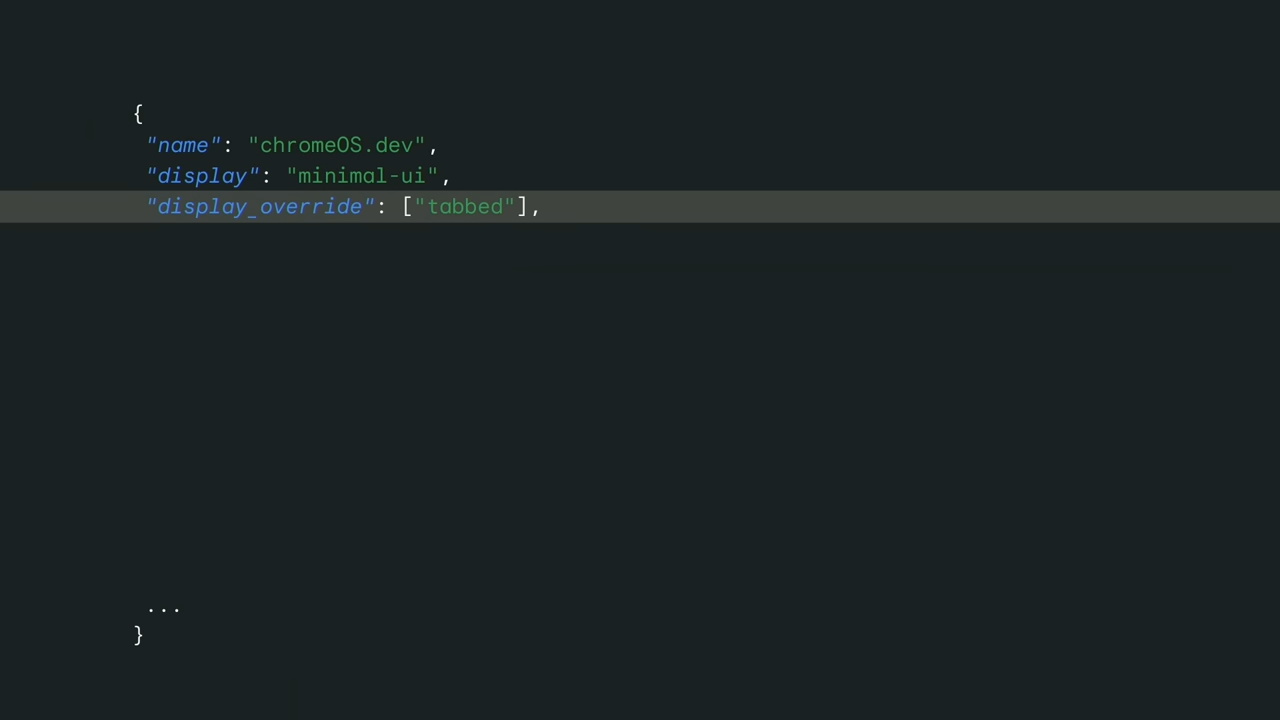 {
"name": "chromeOS.dev",
"display": "minimal-ui",
"display_override": ["tabbed"],
...
}